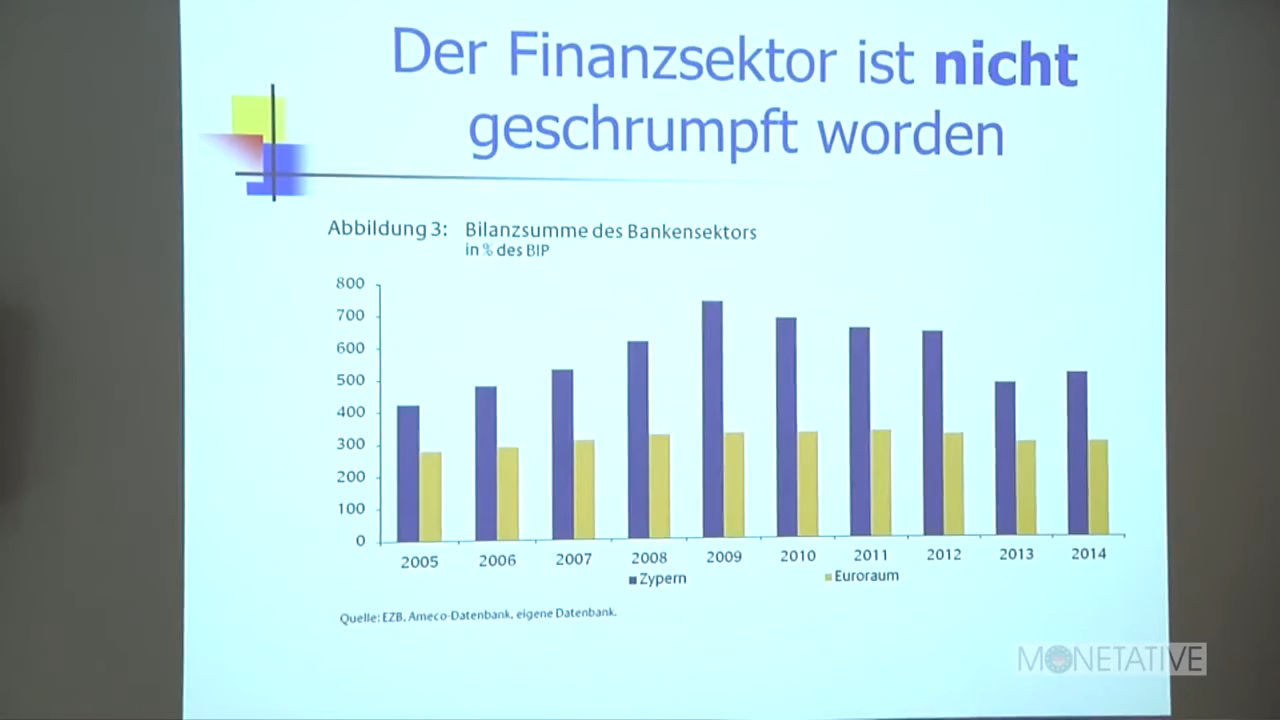 Der Finanzsektor ist nicht
geschrumpft worden
Abbildung 3: Bilanzsumme des Bankensektors
in % des BIP
800
700
600
500
400
300
200
100
0
2005 2006 2007 2008 2009 2010 2011 2012 2013 2014
Zypern Euroraum
Quelle: EZB, Ameco-Datenbank, eigene Datenbank.
MONETATIVE